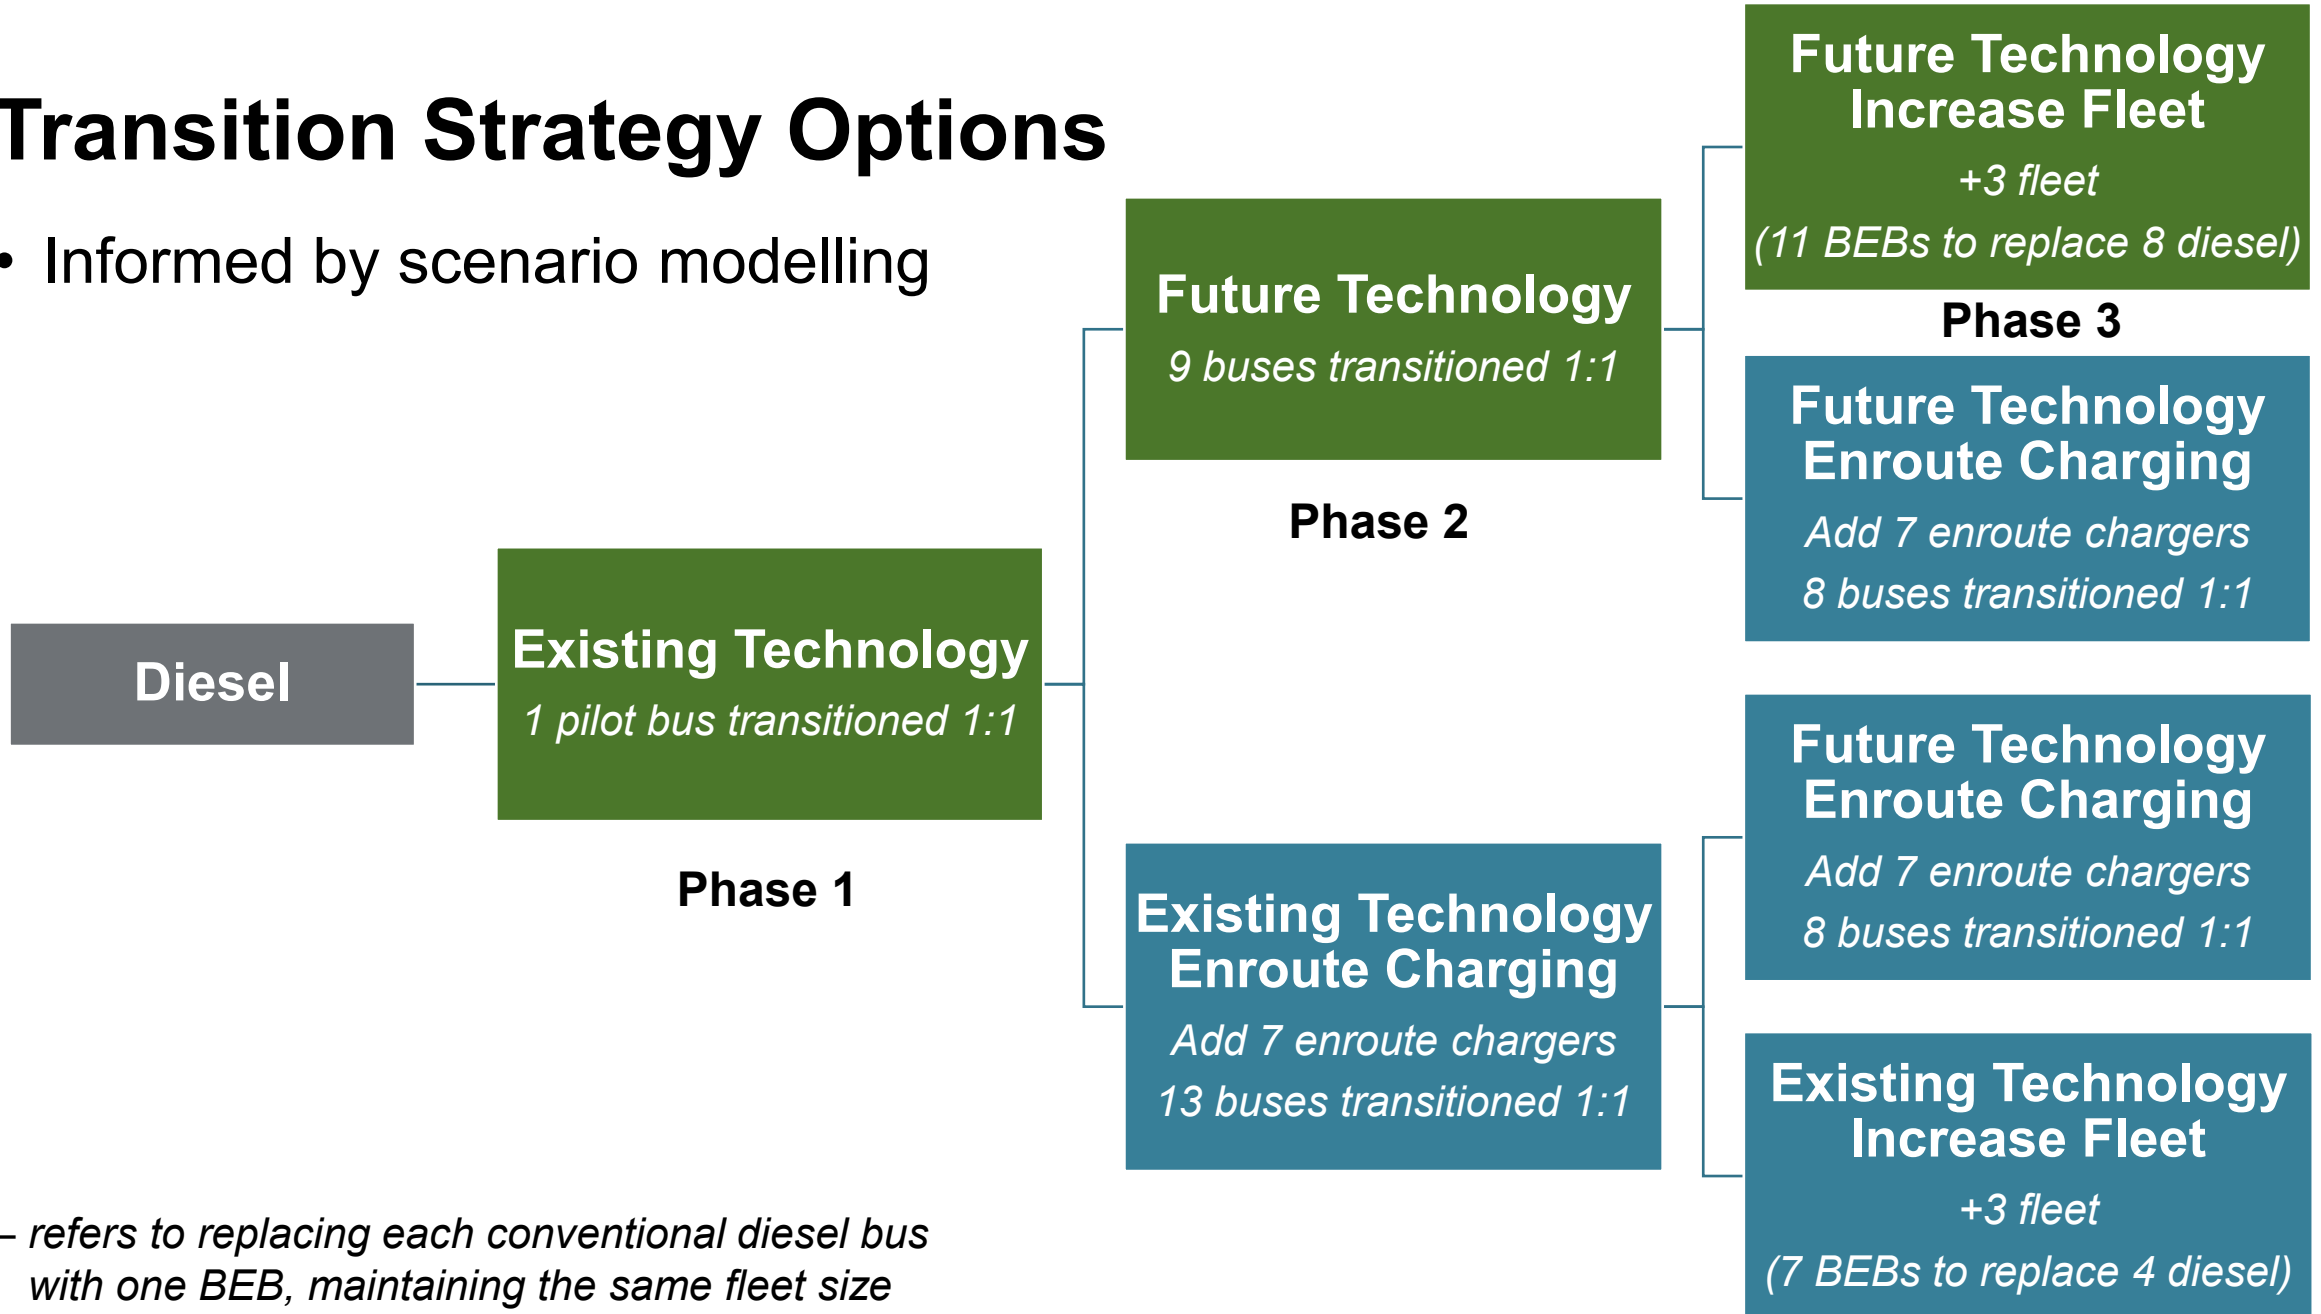 Transition Strategy Options
• Informed by scenario modelling
Diesel
Existing Technology
1 pilot bus transitioned 1:1
Phase 1
Future Technology
9 buses transitioned 1:1
Phase 2
Existing Technology
Enroute Charging
Add 7 enroute chargers
13 buses transitioned 1:1
Future Technology
Increase Fleet
+3 fleet
(11 BEBs to replace 8 diesel)
Phase 3
Future Technology
Enroute Charging
Add 7 enroute chargers
8 buses transitioned 1:1
Future Technology
Enroute Charging
Add 7 enroute chargers
8 buses transitioned 1:1
Existing Technology
Increase Fleet
+3 fleet
(7 BEBs to replace 4 diesel)
– refers to replacing each conventional diesel bus
with one BEB, maintaining the same fleet size